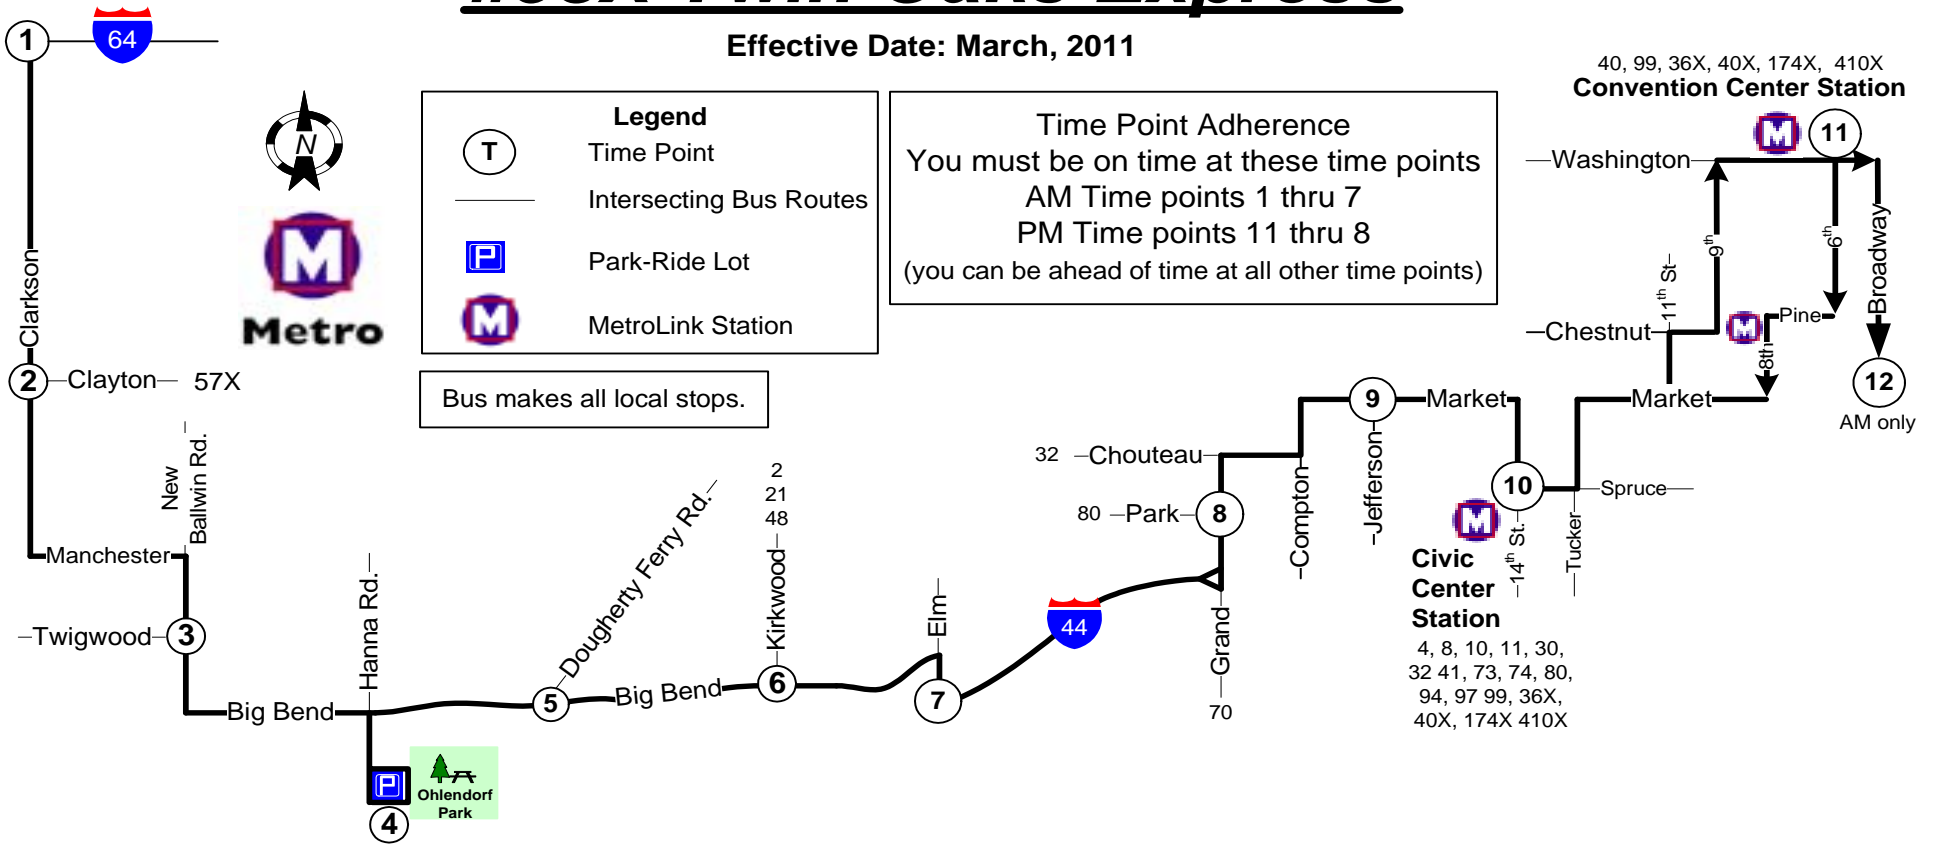 Twin Oaks Express
Effective Date: March, 2011
1
64
40, 99, 36X, 40X, 174X, 410X
Convention Center Station
Legend
T
Time Point
Intersecting Bus Routes
P
Park-Ride Lot
M
MetroLink Station
Time Point Adherence
You must be on time at these time points
AM Time points 1 thru 7
PM Time points 11 thru 8
(you can be ahead of time at all other time points)
N
M
Metro
M
11
Washington
9th
6th
Broadway
11th St
Chestnut
M
Pine
8th
12
AM only
Clarkson
2
Clayton
57X
Bus makes all local stops.
New
Ballwin Rd.
Manchester
Twigwood
3
Big Bend
Hanna Rd.
P
Ohlendorf
Park
4
Dougherty Ferry Rd.
5
Big Bend
2
21
48
Kirkwood
6
Elm
7
44
32
Chouteau
80
Park
8
Grand
70
Compton
9
Jefferson
Market
10
M
14th St.
Tucker
Spruce
Market
Civic
Center
Station
4, 8, 10, 11, 30,
32 41, 73, 74, 80,
94, 97 99, 36X,
40X, 174X 410X